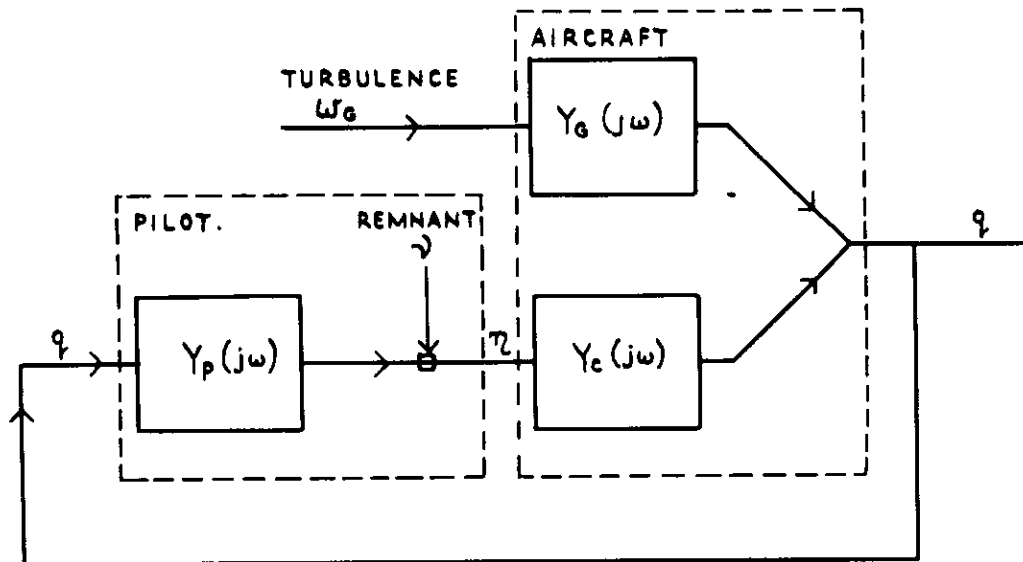 AIRCRAFT
TURBULENCE
ω_G
Y_G (jω)
PILOT.
REMNANT
ν
q
q
Y_P (jω)
η
Y_c (jω)